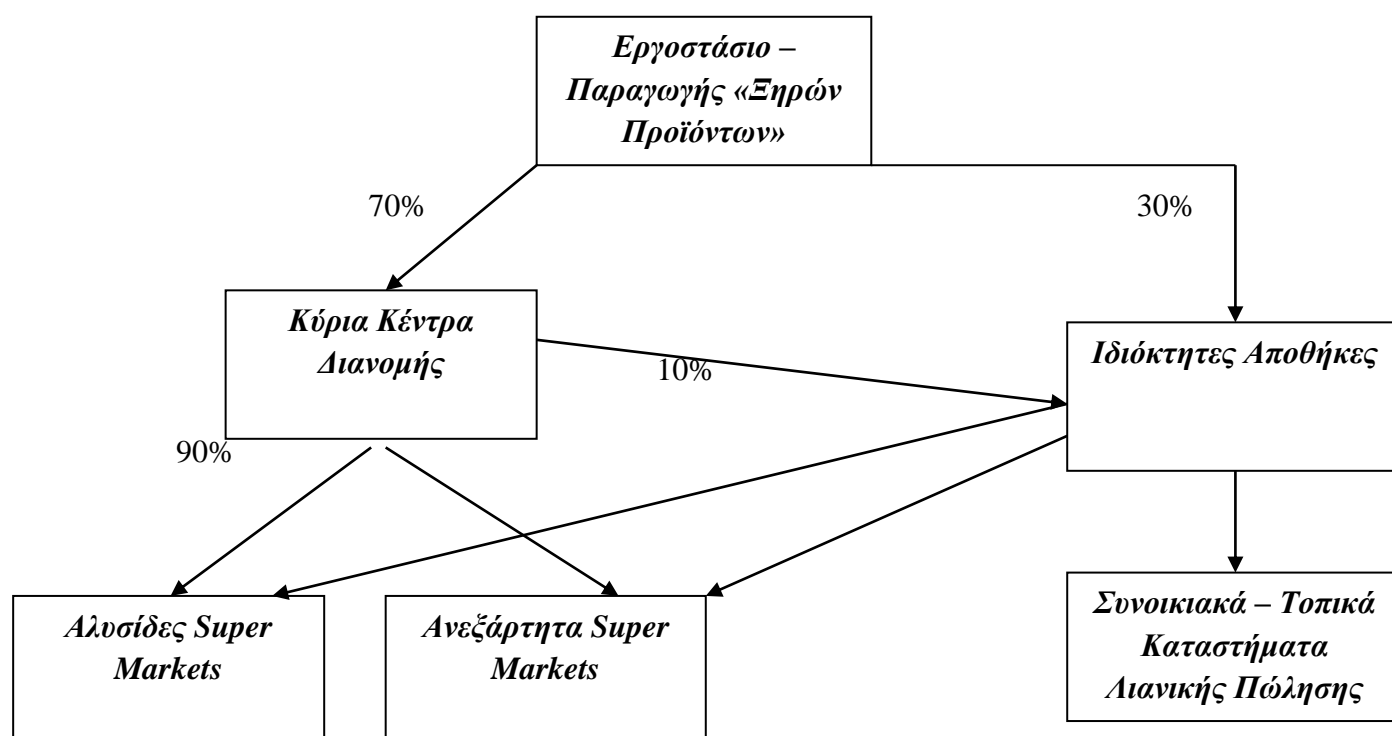 Εργοστάσιο –
Παραγωγής «Ξηρών
Προϊόντων»
70%
30%
Κύρια Κέντρα
Διανομής
10%
Ιδιόκτητες Αποθήκες
90%
Αλυσίδες Super
Markets
Ανεξάρτητα Super
Markets
Συνοικιακά – Τοπικά
Καταστήματα
Λιανικής Πώλησης